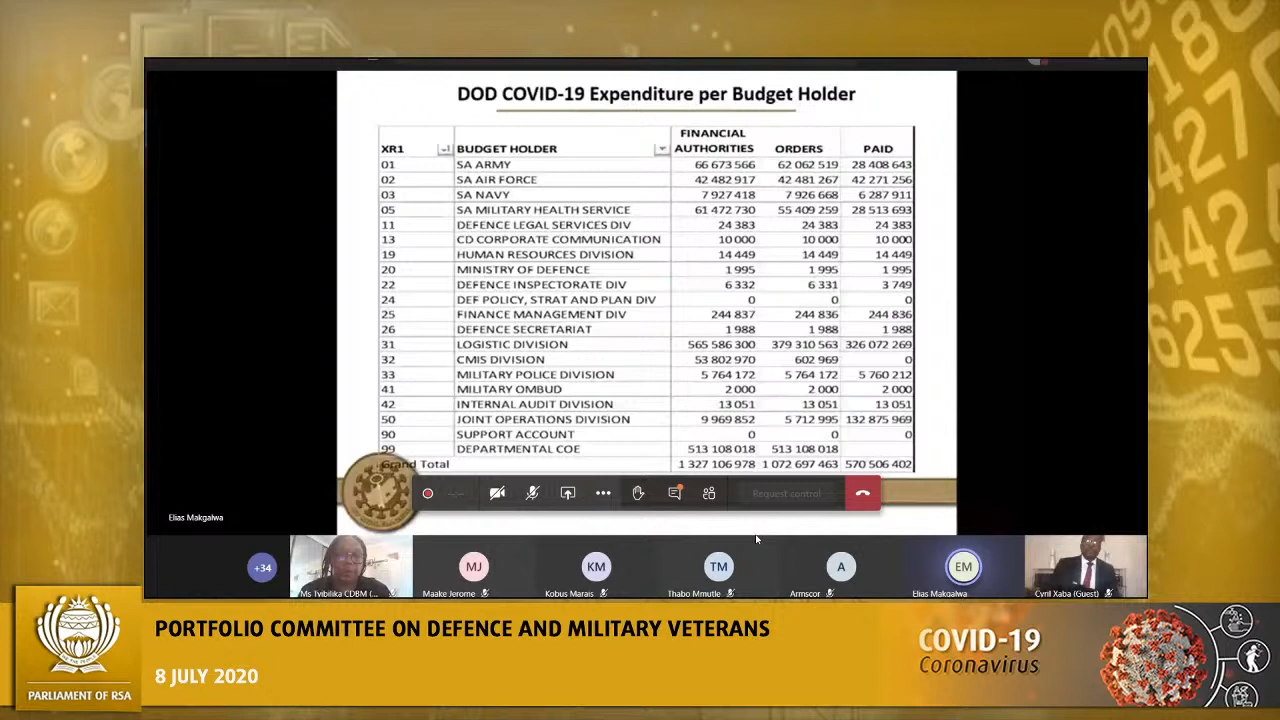 DOD COVID-19 Expenditure per Budget Holder
XR1 BUDGET HOLDER FINANCIAL AUTHORITIES ORDERS PAID
01 SA ARMY 66 673 566 62 062 519 28 408 643
02 SA AIR FORCE 42 482 917 42 481 267 42 271 256
03 SA NAVY 7 927 418 7 926 668 6 287 911
05 SA MILITARY HEALTH SERVICE 61 472 730 55 409 259 28 513 693
11 DEFENCE LEGAL SERVICES DIV 24 383 24 383 24 383
13 CD CORPORATE COMMUNICATION 10 000 10 000 10 000
19 HUMAN RESOURCES DIVISION 14 449 14 449 14 449
20 MINISTRY OF DEFENCE 1 995 1 995 1 995
22 DEFENCE INSPECTORATE DIV 6 332 6 331 3 749
24 DEF POLICY, STRAT AND PLAN DIV 0 0 0
25 FINANCE MANAGEMENT DIV 244 837 244 836 244 836
26 DEFENCE SECRETARIAT 1 988 1 988 1 988
31 LOGISTIC DIVISION 565 586 300 379 310 563 326 072 269
32 CMIS DIVISION 53 802 970 602 969 0
33 MILITARY POLICE DIVISION 5 764 172 5 764 172 5 760 212
41 MILITARY OMBUD 2 000 2 000 2 000
42 INTERNAL AUDIT DIVISION 13 051 13 051 13 051
50 JOINT OPERATIONS DIVISION 9 969 852 5 712 995 132 875 969
90 SUPPORT ACCOUNT 0 0 0
99 DEPARTMENTAL COE 513 108 018 513 108 018
Grand Total 1 327 106 978 1 072 697 463 570 506 402
Request control
Elias Makgalwa
+34 MJ KM TM A EM
Ms Tvbilika CDBM (... Maake Jerome Kobus Marais Thabo Mmutle Armscor Elias Makgalwa Cyril Xaba (Guest)
PORTFOLIO COMMITTEE ON DEFENCE AND MILITARY VETERANS
8 JULY 2020
PARLIAMENT OF RSA
COVID-19
Coronavirus